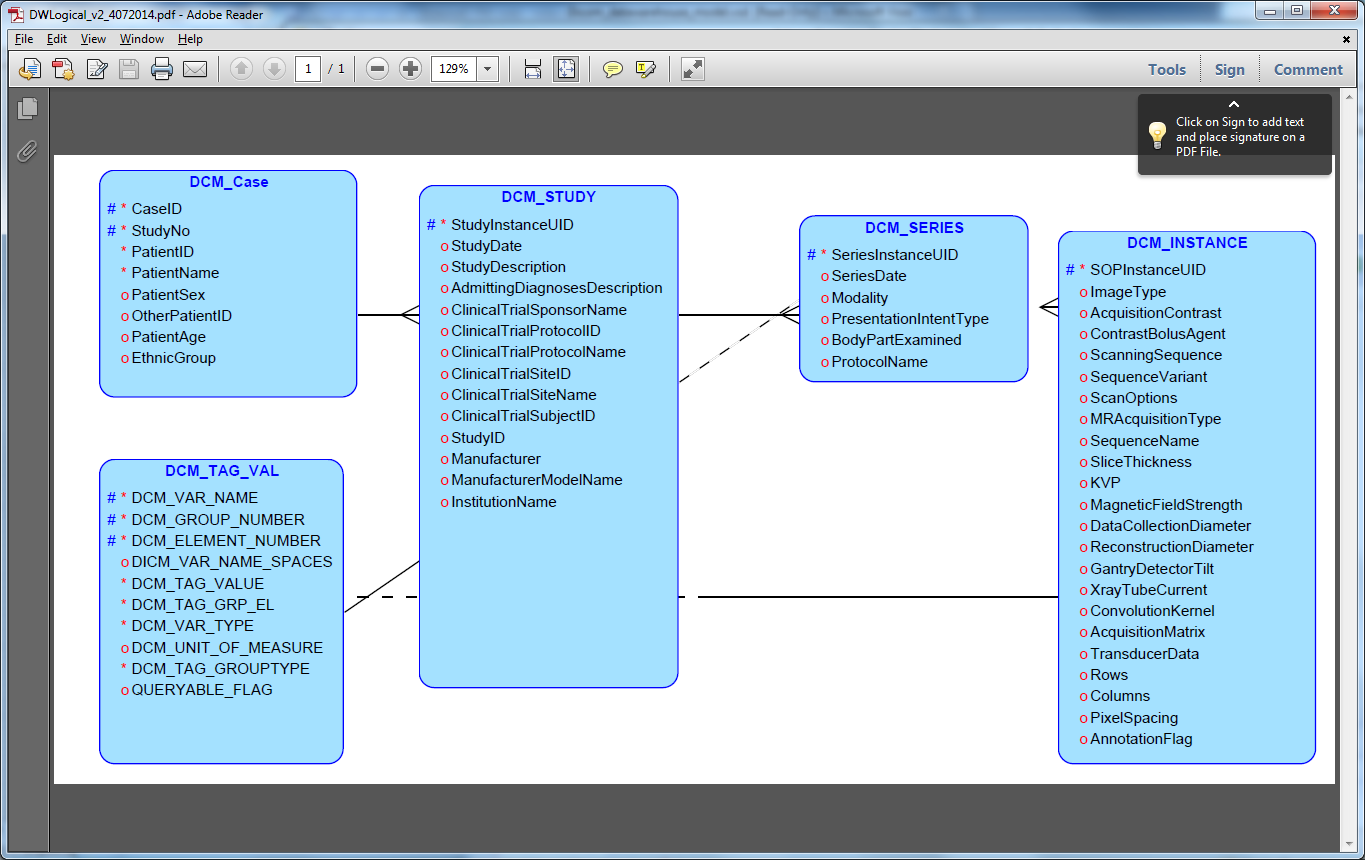 DWLogical_v2_4072014.pdf - Adobe Reader
File Edit View Window Help
1 / 1 129% Tools Sign Comment
Click on Sign to add text
and place signature on a
PDF File.
DCM_Case
# * CaseID
# * StudyNo
* PatientID
* PatientName
o PatientSex
o OtherPatientID
o PatientAge
o EthnicGroup
DCM_TAG_VAL
# * DCM_VAR_NAME
# * DCM_GROUP_NUMBER
# * DCM_ELEMENT_NUMBER
o DICM_VAR_NAME_SPACES
* DCM_TAG_VALUE
* DCM_TAG_GRP_EL
* DCM_VAR_TYPE
o DCM_UNIT_OF_MEASURE
* DCM_TAG_GROUPTYPE
o QUERYABLE_FLAG
DCM_STUDY
# * StudyInstanceUID
o StudyDate
o StudyDescription
o AdmittingDiagnosesDescription
o ClinicalTrialSponsorName
o ClinicalTrialProtocolID
o ClinicalTrialProtocolName
o ClinicalTrialSiteID
o ClinicalTrialSiteName
o ClinicalTrialSubjectID
o StudyID
o Manufacturer
o ManufacturerModelName
o InstitutionName
DCM_SERIES
# * SeriesInstanceUID
o SeriesDate
o Modality
o PresentationIntentType
o BodyPartExamined
o ProtocolName
DCM_INSTANCE
# * SOPInstanceUID
o ImageType
o AcquisitionContrast
o ContrastBolusAgent
o ScanningSequence
o SequenceVariant
o ScanOptions
o MRAcquisitionType
o SequenceName
o SliceThickness
o KVP
o MagneticFieldStrength
o DataCollectionDiameter
o ReconstructionDiameter
o GantryDetectorTilt
o XrayTubeCurrent
o ConvolutionKernel
o AcquisitionMatrix
o TransducerData
o Rows
o Columns
o PixelSpacing
o AnnotationFlag